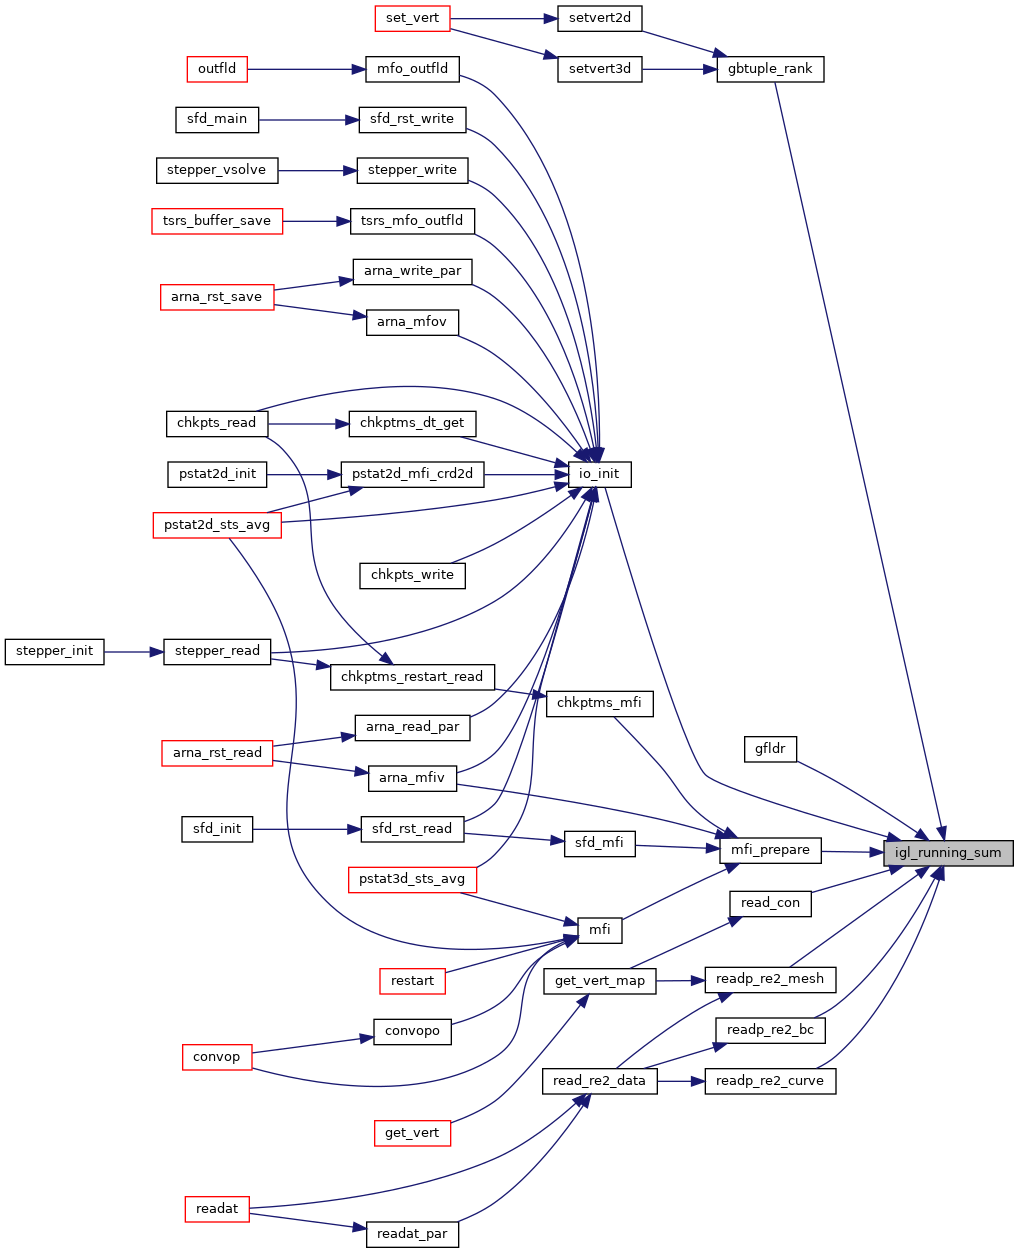 set_vert
setvert2d
outfld
mfo_outfld
setvert3d
gbtuple_rank
sfd_main
sfd_rst_write
stepper_vsolve
stepper_write
tsrs_buffer_save
tsrs_mfo_outfld
arna_write_par
arna_rst_save
arna_mfov
chkpts_read
chkptms_dt_get
pstat2d_init
pstat2d_mfi_crd2d
io_init
pstat2d_sts_avg
chkpts_write
stepper_init
stepper_read
chkptms_restart_read
chkptms_mfi
arna_read_par
gfldr
arna_rst_read
arna_mfiv
sfd_init
sfd_rst_read
sfd_mfi
mfi_prepare
igl_running_sum
pstat3d_sts_avg
read_con
mfi
restart
get_vert_map
readp_re2_mesh
convopo
readp_re2_bc
convop
read_re2_data
readp_re2_curve
get_vert
readat
readat_par